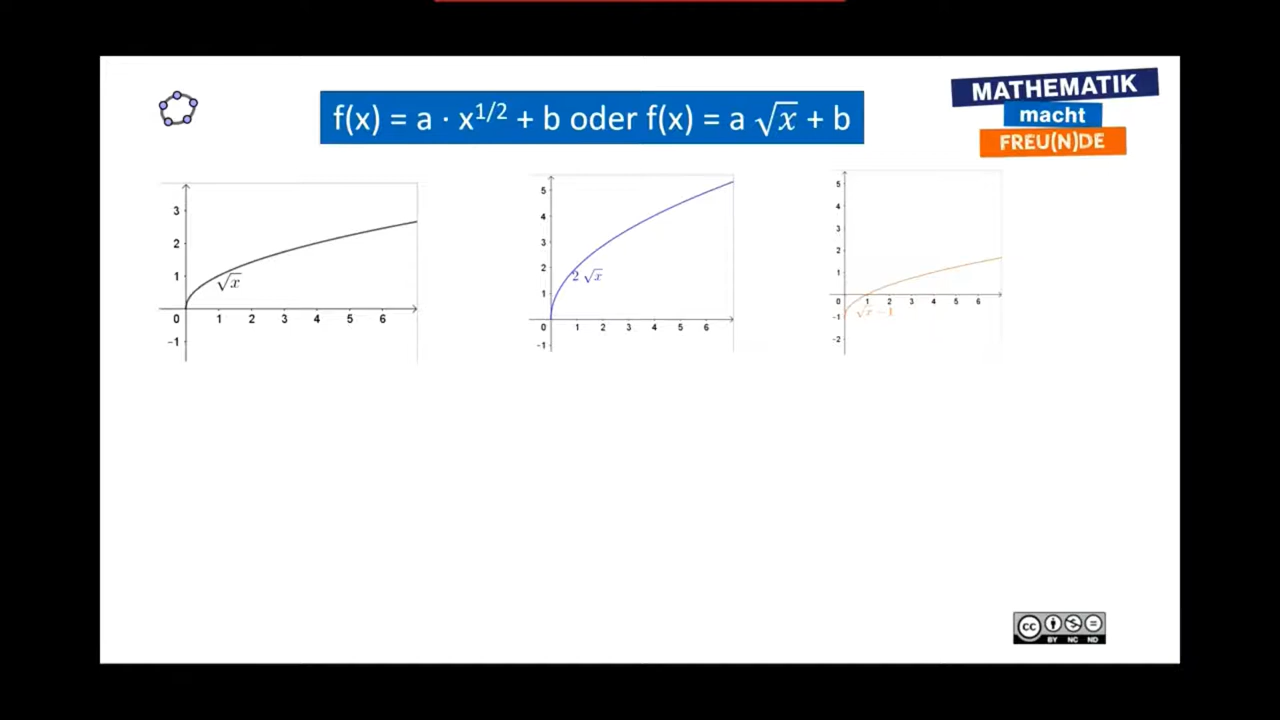 f(x) = a · x^1/2 + b oder f(x) = a √x + b
MATHEMATIK
macht
FREU(N)DE
3
2
1
0 1 2 3 4 5 6
−1
√x
5
4
3
2
1
0 1 2 3 4 5 6
−1
2 √x
5
4
3
2
1
0 1 2 3 4 5 6
−1
−2
√x − 1
cc
BY NC ND